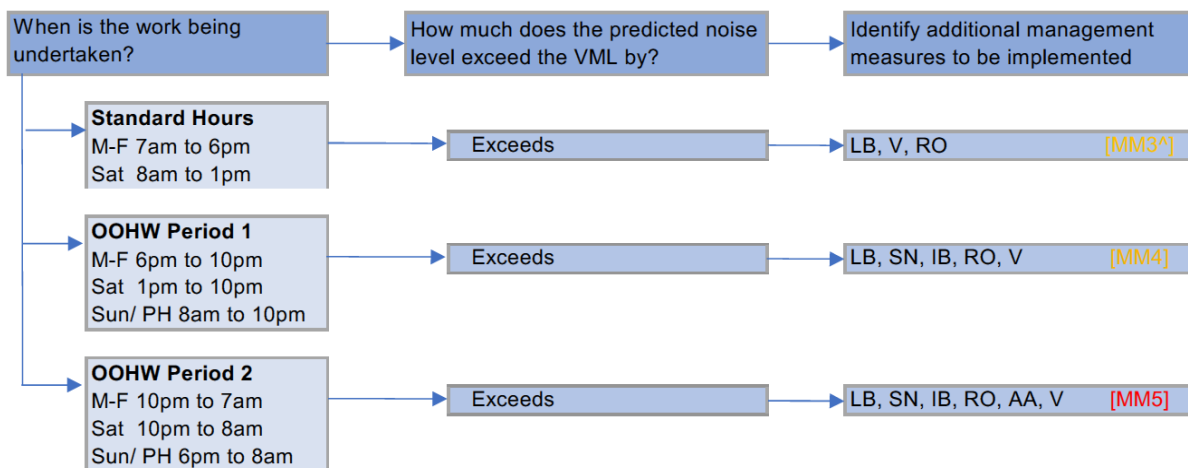 When is the work being
undertaken?
How much does the predicted noise
level exceed the VML by?
Identify additional management
measures to be implemented
Standard Hours
M-F 7am to 6pm
Sat 8am to 1pm
Exceeds
LB, V, RO [MM3^]
OOHW Period 1
M-F 6pm to 10pm
Sat 1pm to 10pm
Sun/ PH 8am to 10pm
Exceeds
LB, SN, IB, RO, V [MM4]
OOHW Period 2
M-F 10pm to 7am
Sat 10pm to 8am
Sun/ PH 6pm to 8am
Exceeds
LB, SN, IB, RO, AA, V [MM5]